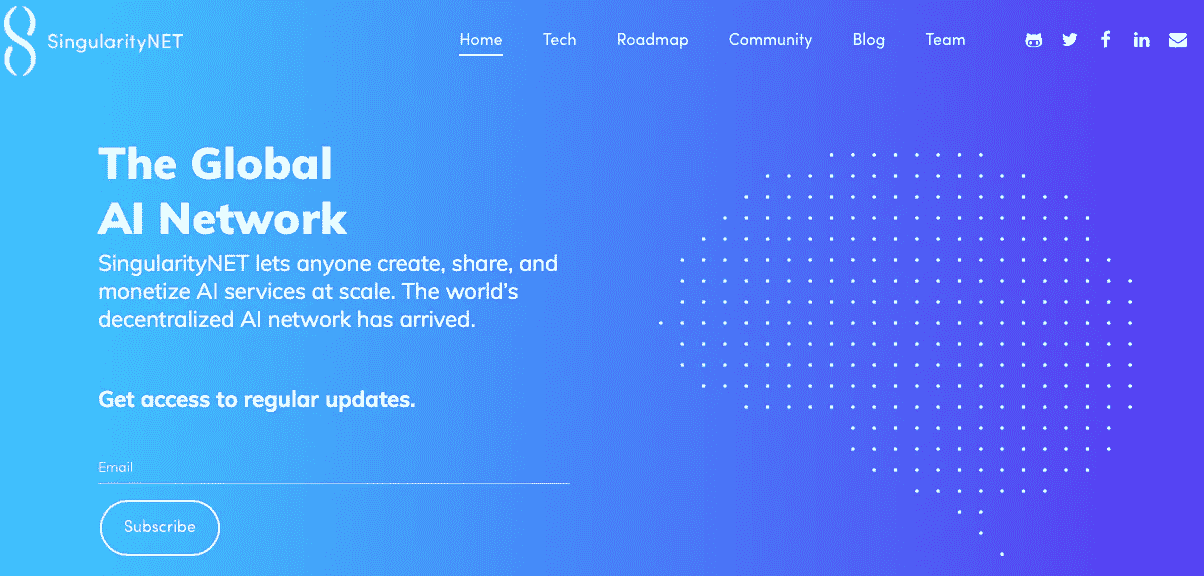 SingularityNET
Home
Tech
Roadmap
Community
Blog
Team
The Global
AI Network
SingularityNET lets anyone create, share, and
monetize AI services at scale. The world's
decentralized AI network has arrived.
Get access to regular updates.
Email
Subscribe